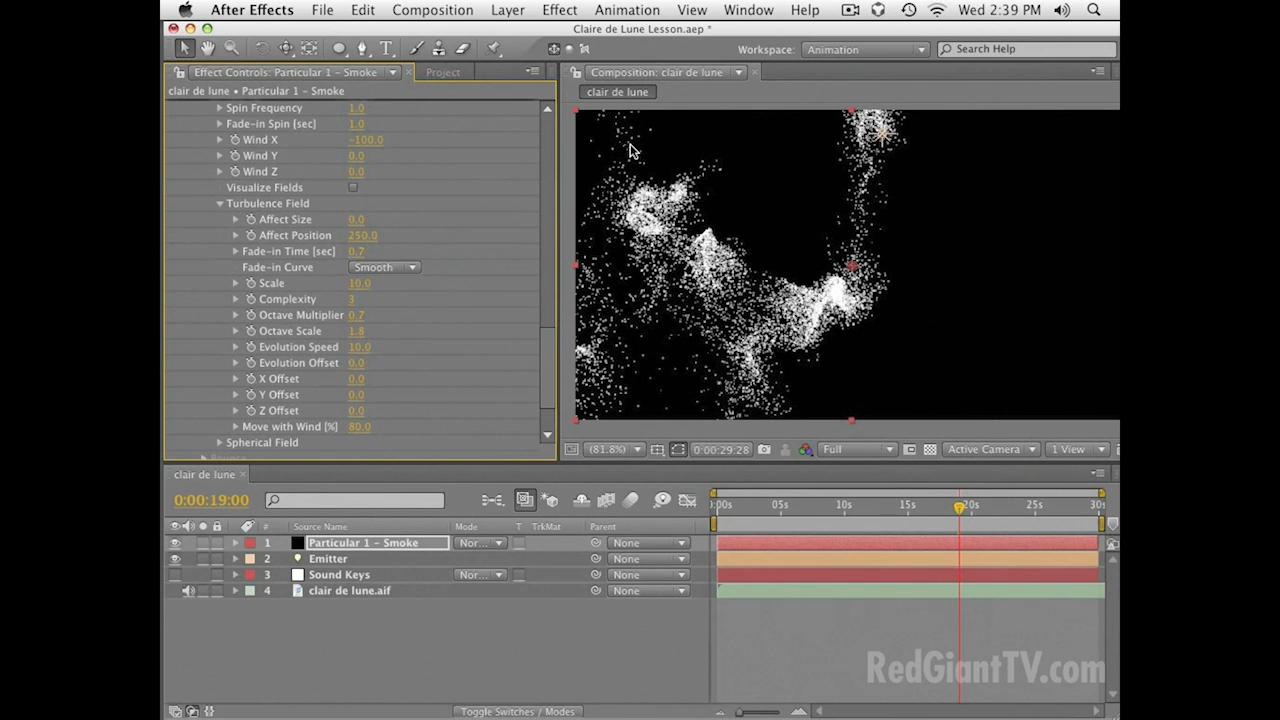 After Effects File Edit Composition Layer Effect Animation View Window Help Wed 2:39 PM
Claire de Lune Lesson.aep *
Workspace: Animation Search Help
Effect Controls: Particular 1 - Smoke Project
Composition: clair de lune
clair de lune • Particular 1 - Smoke
clair de lune
Spin Frequency 1.0
Fade-in Spin [sec] 1.0
Wind X -100.0
Wind Y 0.0
Wind Z 0.0
Visualize Fields
Turbulence Field
Affect Size 0.0
Affect Position 250.0
Fade-in Time [sec] 0.7
Fade-in Curve Smooth
Scale 10.0
Complexity 3
Octave Multiplier 0.7
Octave Scale 1.8
Evolution Speed 10.0
Evolution Offset 0.0
X Offset 0.0
Y Offset 0.0
Z Offset 0.0
Move with Wind [%] 80.0
Spherical Field
(81.8%) 0:00:29:28 Full Active Camera 1 View
clair de lune
0:00:19:00
:00s 05s 10s 15s 20s 25s 30s
# Source Name Mode T TrkMat Parent
1 Particular 1 - Smoke Nor... None
2 Emitter None
3 Sound Keys Nor... None
4 clair de lune.aif None
RedGiantTV.com
Toggle Switches / Modes